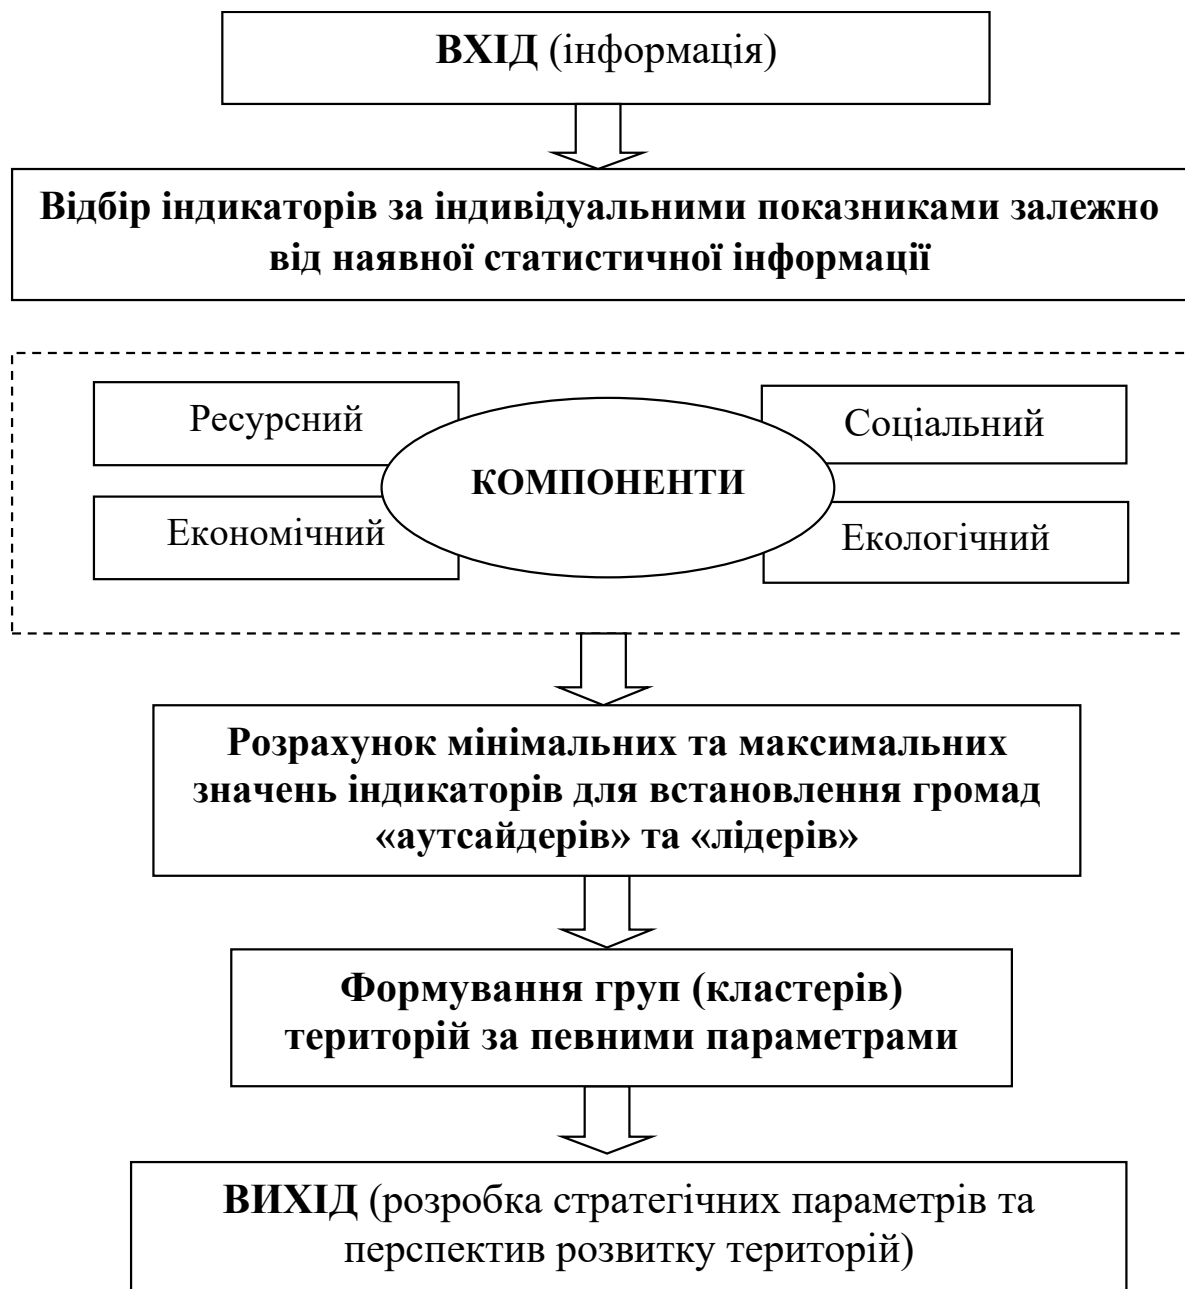 ВХІД (інформація)
Відбір індикаторів за індивідуальними показниками залежно
від наявної статистичної інформації
Ресурсний
Соціальний
КОМПОНЕНТИ
Економічний
Екологічний
Розрахунок мінімальних та максимальних
значень індикаторів для встановлення громад
«аутсайдерів» та «лідерів»
Формування груп (кластерів)
територій за певними параметрами
ВИХІД (розробка стратегічних параметрів та
перспектив розвитку територій)